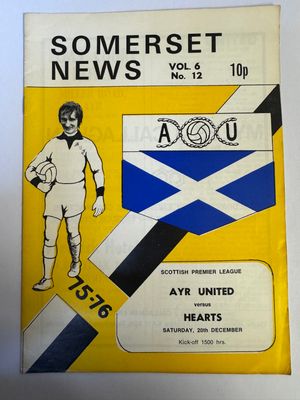 SOMERSET
NEWS
VOL. 6
No. 12
10p
A U
75-76
SCOTTISH PREMIER LEAGUE
AYR UNITED
versus
HEARTS
SATURDAY, 20th DECEMBER
Kick-off 1500 hrs.